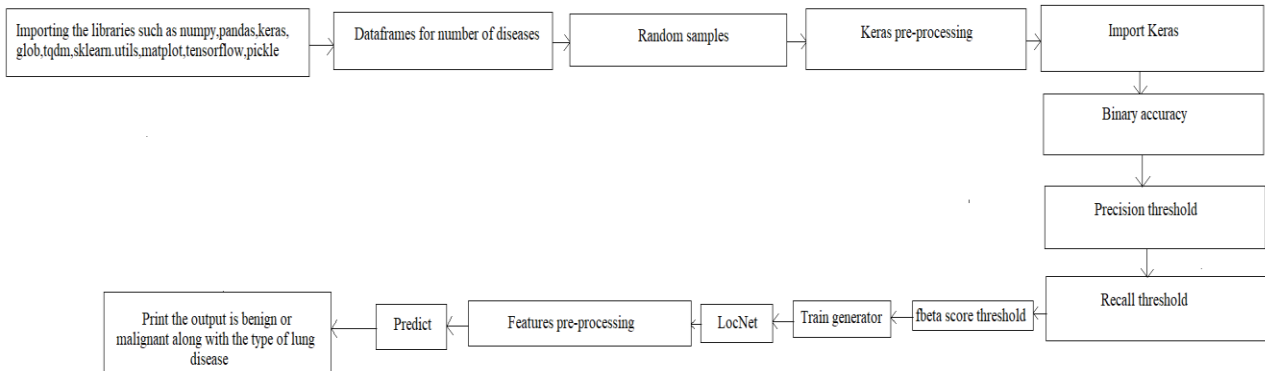 Importing the libraries such as numpy,pandas,keras,
glob,tqdm,sklearn.utils,matplot,tensorflow,pickle
Dataframes for number of diseases
Random samples
Keras pre-processing
Import Keras
Binary accuracy
Precision threshold
Recall threshold
fbeta score threshold
Train generator
LocNet
Features pre-processing
Predict
Print the output is benign or
malignant along with the type of lung
disease